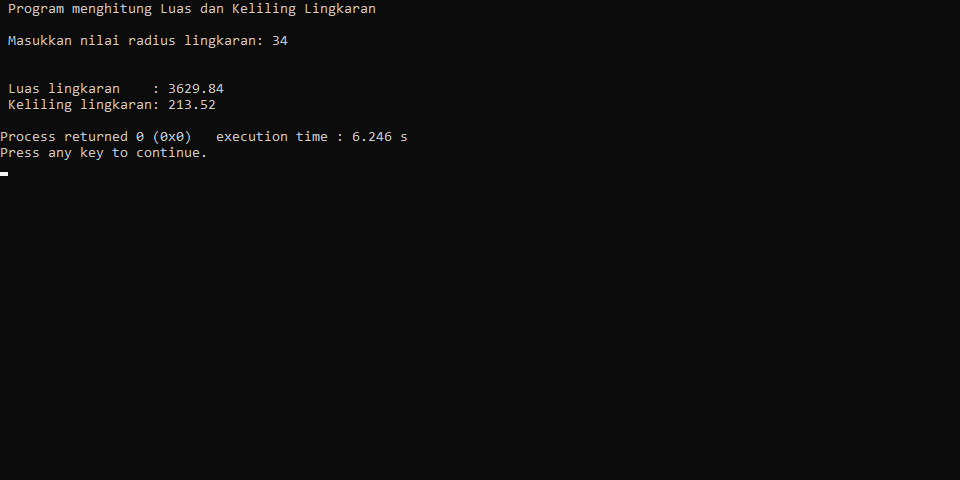 Program menghitung Luas dan Keliling Lingkaran
Masukkan nilai radius lingkaran: 34
Luas lingkaran    : 3629.84
Keliling lingkaran: 213.52
Process returned 0 (0x0)   execution time : 6.246 s
Press any key to continue.